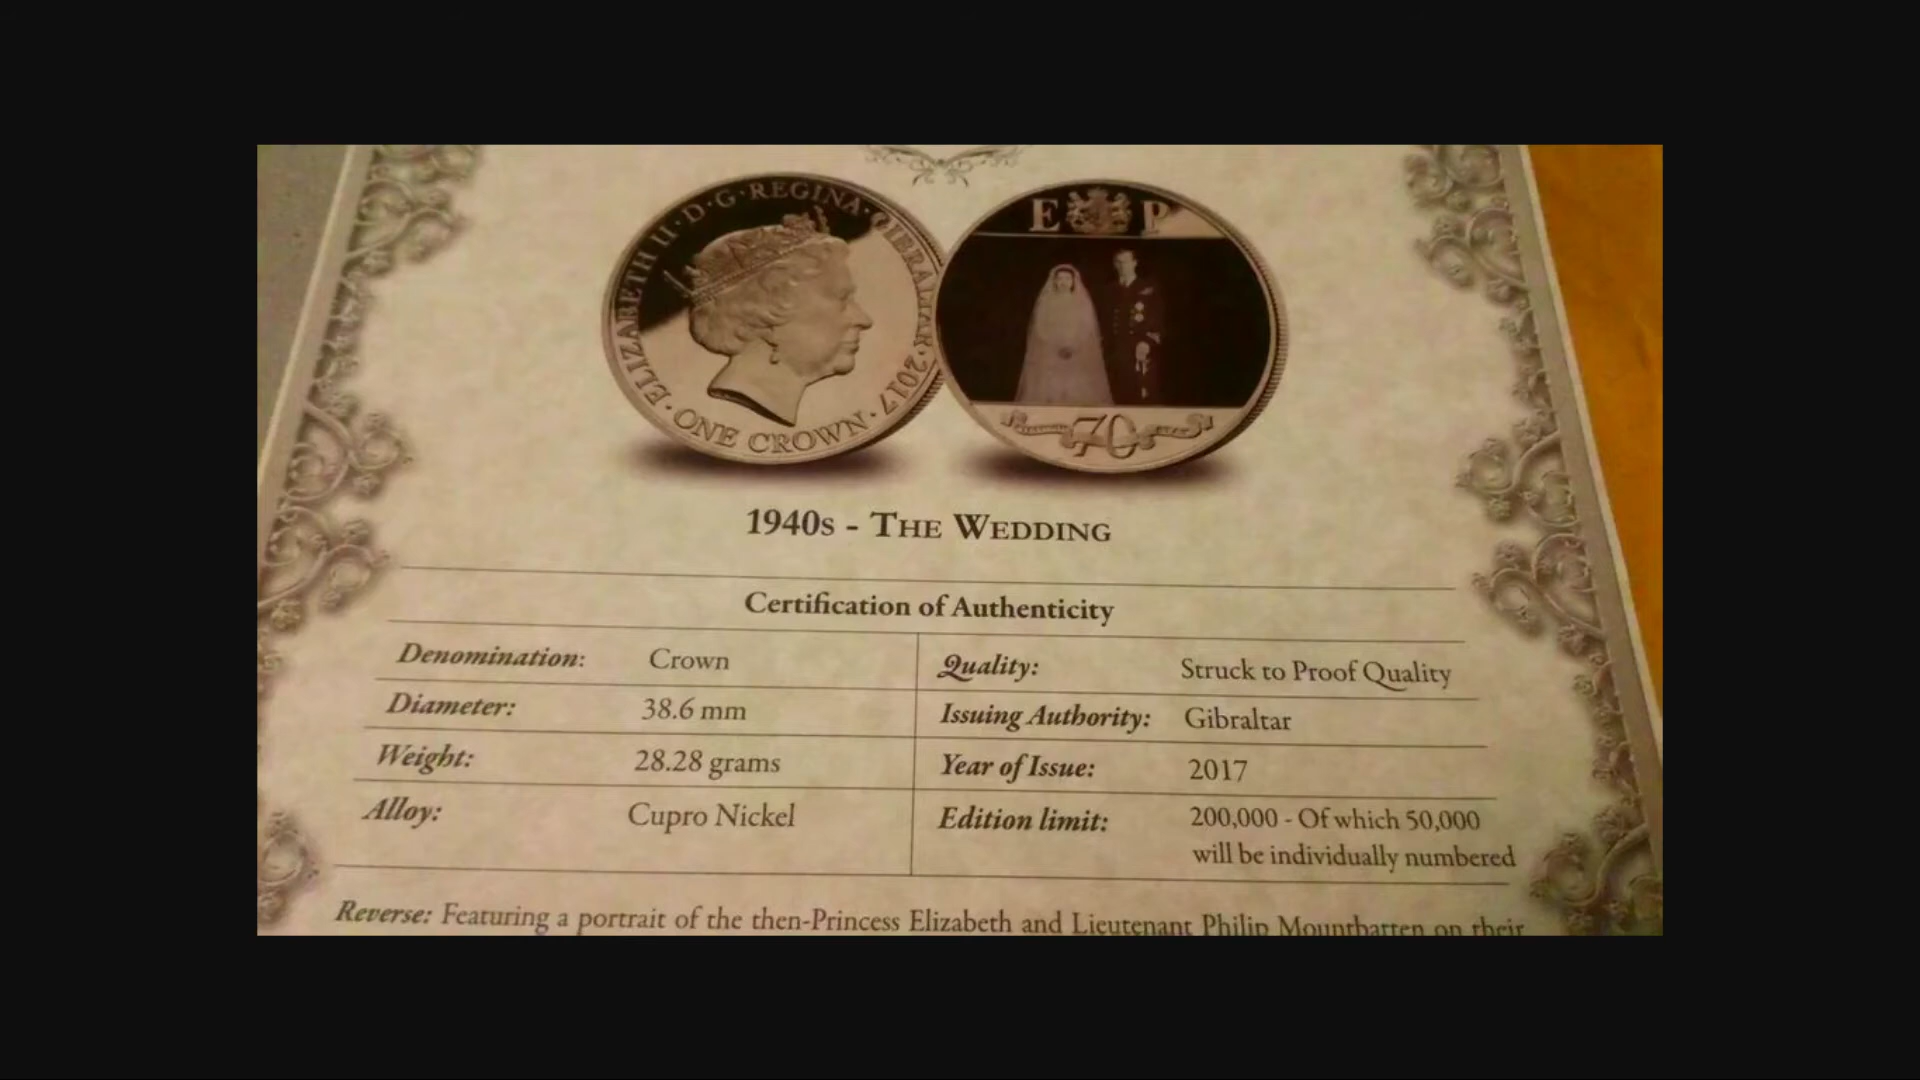 ELIZABETH II · D · G · REGINA · GIBRALTAR · 2017 ·
ONE CROWN
E P
70
1940s - THE WEDDING
Certification of Authenticity
Denomination: Crown
Quality: Struck to Proof Quality
Diameter: 38.6 mm
Issuing Authority: Gibraltar
Weight: 28.28 grams
Year of Issue: 2017
Alloy: Cupro Nickel
Edition limit: 200,000 - Of which 50,000
will be individually numbered
Reverse: Featuring a portrait of the then-Princess Elizabeth and Lieutenant Philip Mountbatten on their